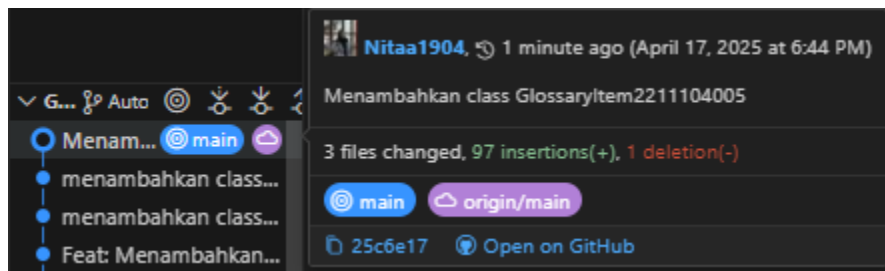 Nitaa1904, 1 minute ago (April 17, 2025 at 6:44 PM)
Menambahkan class GlossaryItem2211104005
3 files changed, 97 insertions(+), 1 deletion(-)
main origin/main
25c6e17 Open on GitHub
G... Auto
Menam... main
menambahkan class...
menambahkan class...
Feat: Menambahkan...